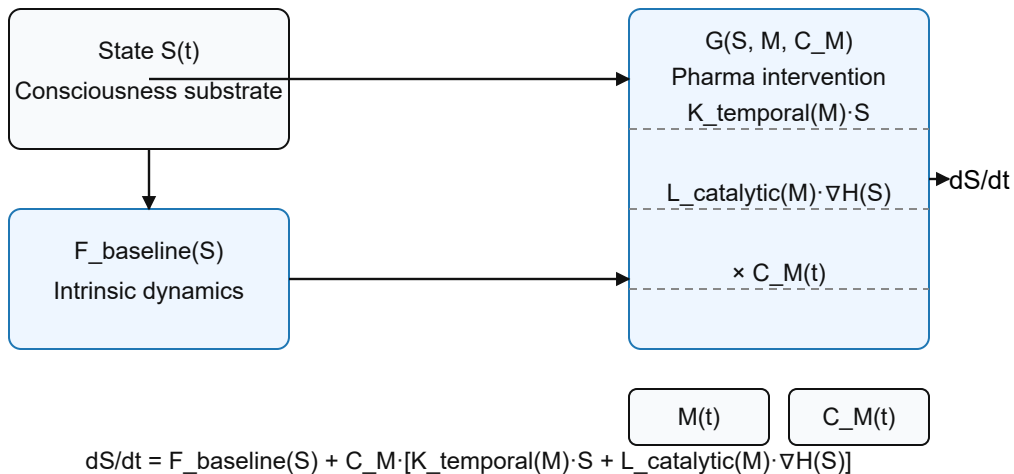 State S(t)
Consciousness substrate
F_baseline(S)
Intrinsic dynamics
G(S, M, C_M)
Pharma intervention
K_temporal(M)·S
L_catalytic(M)·∇H(S)
× C_M(t)
dS/dt
M(t)
C_M(t)
dS/dt = F_baseline(S) + C_M·[K_temporal(M)·S + L_catalytic(M)·∇H(S)]